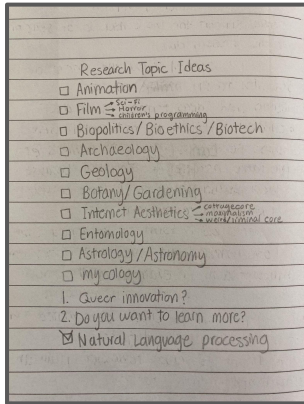 Research Topic Ideas
☐ Animation
☐ Film → Sci-fi
→ Horror
→ children's programming
☐ Biopolitics/Bioethics/Biotech
☐ Archaeology
☐ Geology
☐ Botany/Gardening
☐ Internet Aesthetics → cottagecore
→ maximalism
→ weird/liminal core
☐ Entomology
☐ Astrology/Astronomy
☐ mycology
1. Queer innovation?
2. Do you want to learn more?
☑ Natural Language processing